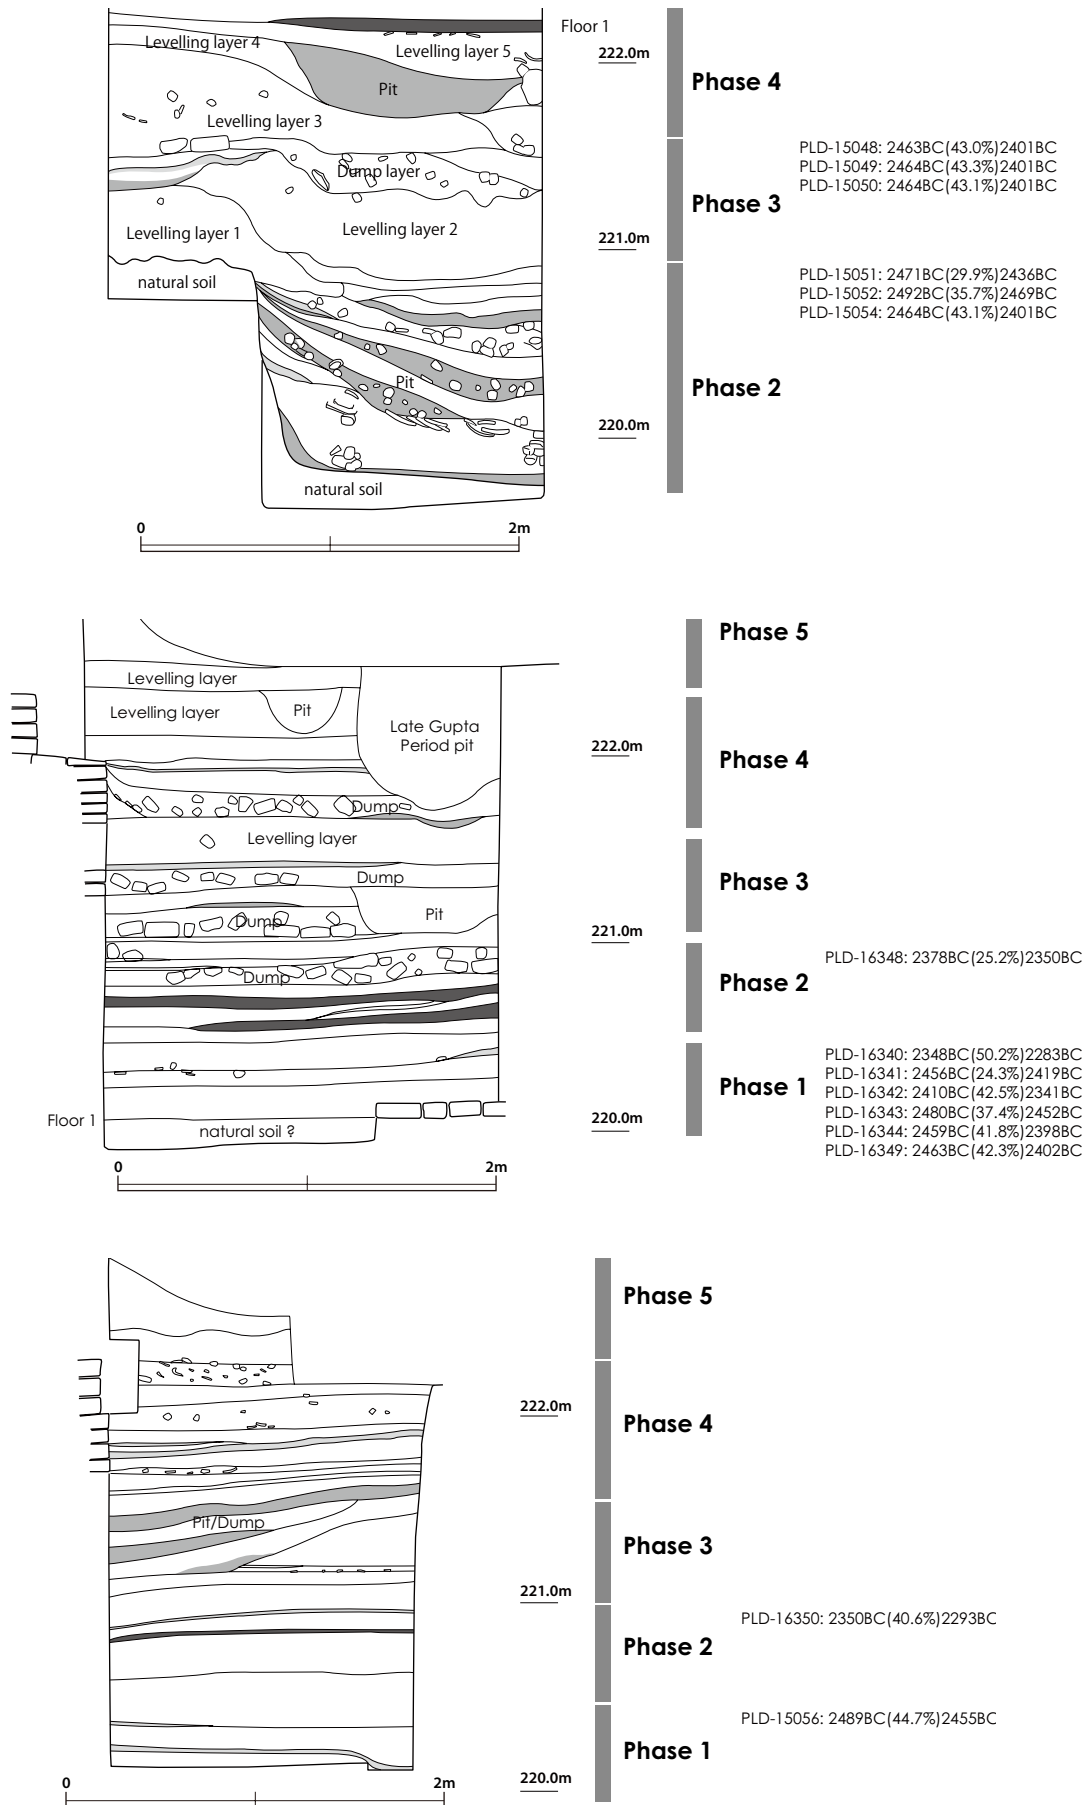 Floor 1
Levelling layer 4
Levelling layer 5
222.0m
Pit
Phase 4
Levelling layer 3
PLD-15048: 2463BC(43.0%)2401BC
PLD-15049: 2464BC(43.3%)2401BC
PLD-15050: 2464BC(43.1%)2401BC
Dump layer
Phase 3
Levelling layer 1
Levelling layer 2
221.0m
natural soil
PLD-15051: 2471BC(29.9%)2436BC
PLD-15052: 2492BC(35.7%)2469BC
PLD-15054: 2464BC(43.1%)2401BC
Pit
Phase 2
220.0m
natural soil
0 2m
Phase 5
Levelling layer
Levelling layer
Pit
Late Gupta
Period pit
222.0m
Phase 4
Dump
Levelling layer
Dump
Phase 3
Pit
Dump
221.0m
PLD-16348: 2378BC(25.2%)2350BC
Dump
Phase 2
PLD-16340: 2348BC(50.2%)2283BC
PLD-16341: 2456BC(24.3%)2419BC
Phase 1
PLD-16342: 2410BC(42.5%)2341BC
PLD-16343: 2480BC(37.4%)2452BC
Floor 1
natural soil ?
220.0m
PLD-16344: 2459BC(41.8%)2398BC
PLD-16349: 2463BC(42.3%)2402BC
0 2m
Phase 5
222.0m
Phase 4
Pit/Dump
Phase 3
221.0m
PLD-16350: 2350BC(40.6%)2293BC
Phase 2
PLD-15056: 2489BC(44.7%)2455BC
Phase 1
220.0m
0 2m